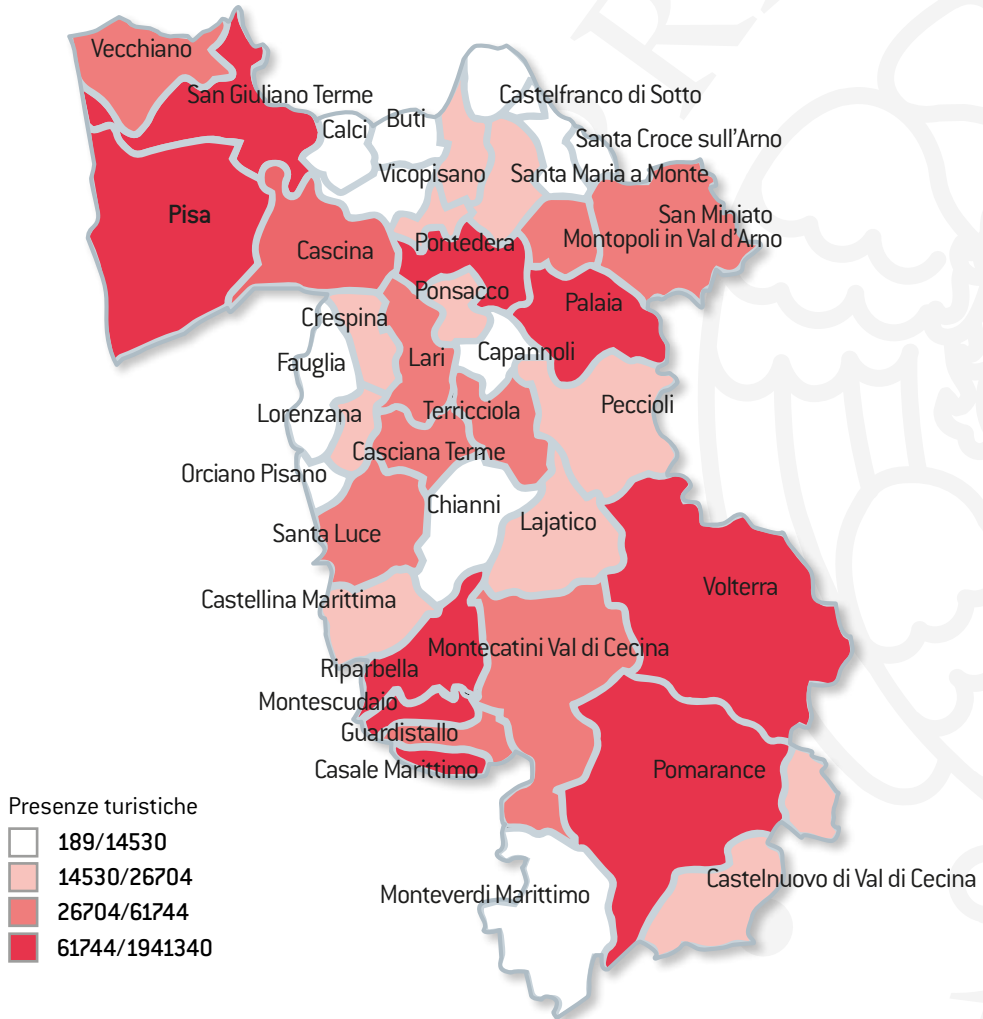 Vecchiano
San Giuliano Terme
Castelfranco di Sotto
Calci
Buti
Santa Croce sull'Arno
Vicopisano
Santa Maria a Monte
Pisa
San Miniato
Cascina
Pontedera
Montopoli in Val d'Arno
Ponsacco
Palaia
Crespina
Fauglia
Lari
Capannoli
Lorenzana
Terricciola
Peccioli
Casciana Terme
Orciano Pisano
Chianni
Santa Luce
Lajatico
Castellina Marittima
Volterra
Riparbella
Montecatini Val di Cecina
Montescudaio
Guardistallo
Casale Marittimo
Pomarance
Monteverdi Marittimo
Castelnuovo di Val di Cecina
Presenze turistiche
189/14530
14530/26704
26704/61744
61744/1941340